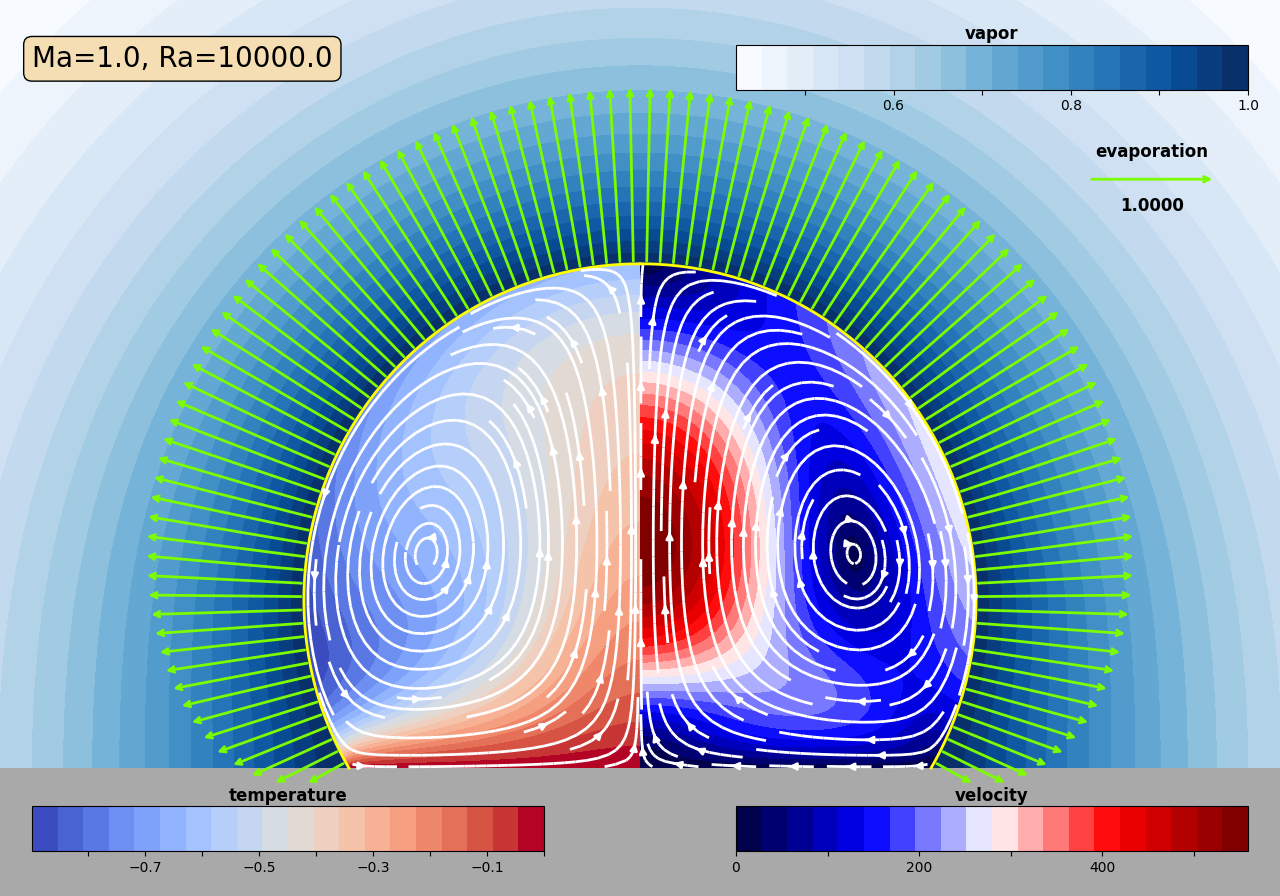 Ma=1.0, Ra=10000.0
vapor
0.6 0.8 1.0
evaporation
1.0000
temperature
−0.7 −0.5 −0.3 −0.1
velocity
0 200 400